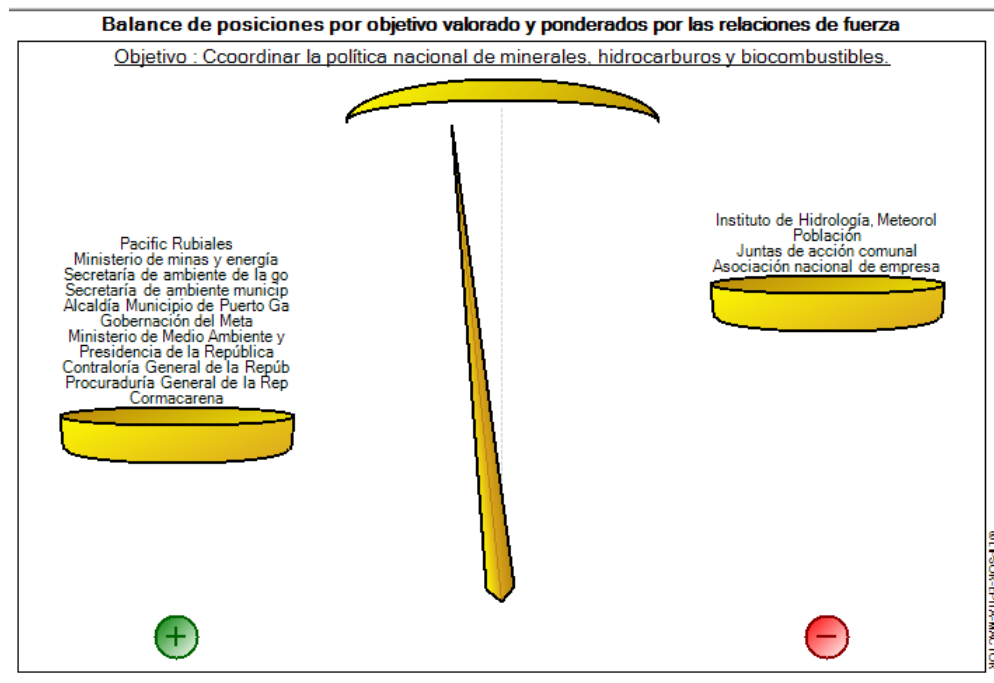 Balance de posiciones por objetivo valorado y ponderados por las relaciones de fuerza
Objetivo : Ccoordinar la política nacional de minerales, hidrocarburos y biocombustibles.
Pacific Rubiales
Ministerio de minas y energía
Secretaría de ambiente de la go
Secretaría de ambiente municip
Alcaldía Municipio de Puerto Ga
Gobernación del Meta
Ministerio de Medio Ambiente y
Presidencia de la República
Contraloría General de la Repúb
Procuraduría General de la Rep
Cormacarena
Instituto de Hidrología, Meteorol
Población
Juntas de acción comunal
Asociación nacional de empresa
© LIPSOR-EPITA-MACTOR